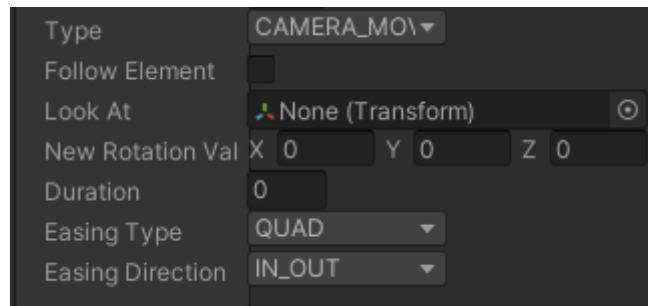 Type CAMERA_MO\
Follow Element
Look At None (Transform)
New Rotation Val X 0 Y 0 Z 0
Duration 0
Easing Type QUAD
Easing Direction IN_OUT